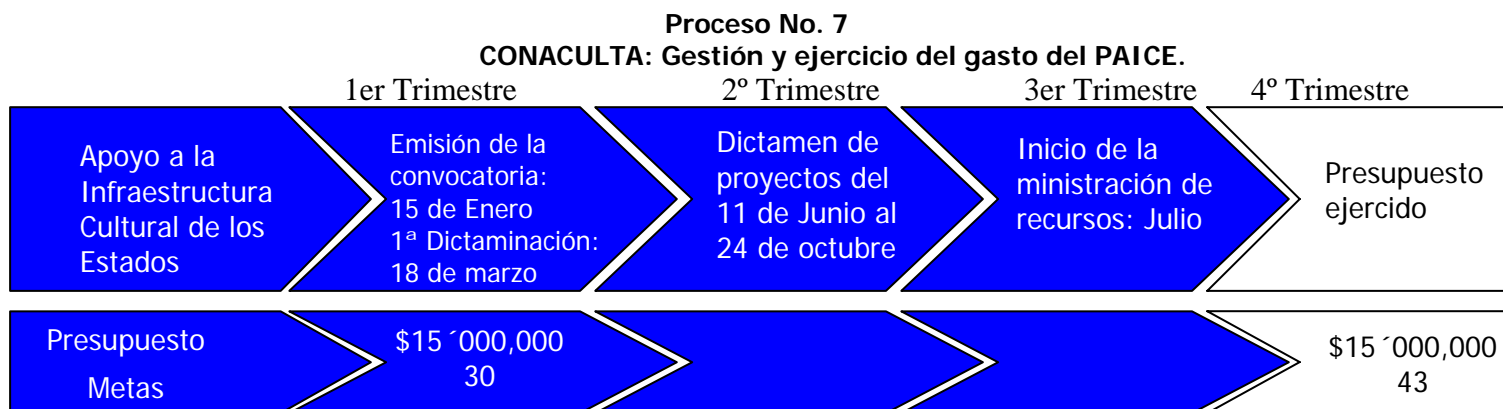 Proceso No. 7
CONACULTA: Gestión y ejercicio del gasto del PAICE.
1er Trimestre
2º Trimestre
3er Trimestre
4º Trimestre
Apoyo a la
Infraestructura
Cultural de los
Estados
Emisión de la
convocatoria:
15 de Enero
1ª Dictaminación:
18 de marzo
Dictamen de
proyectos del
11 de Junio al
24 de octubre
Inicio de la
ministración de
recursos: Julio
Presupuesto
ejercido
Presupuesto
Metas
$15´000,000
30
$15´000,000
43